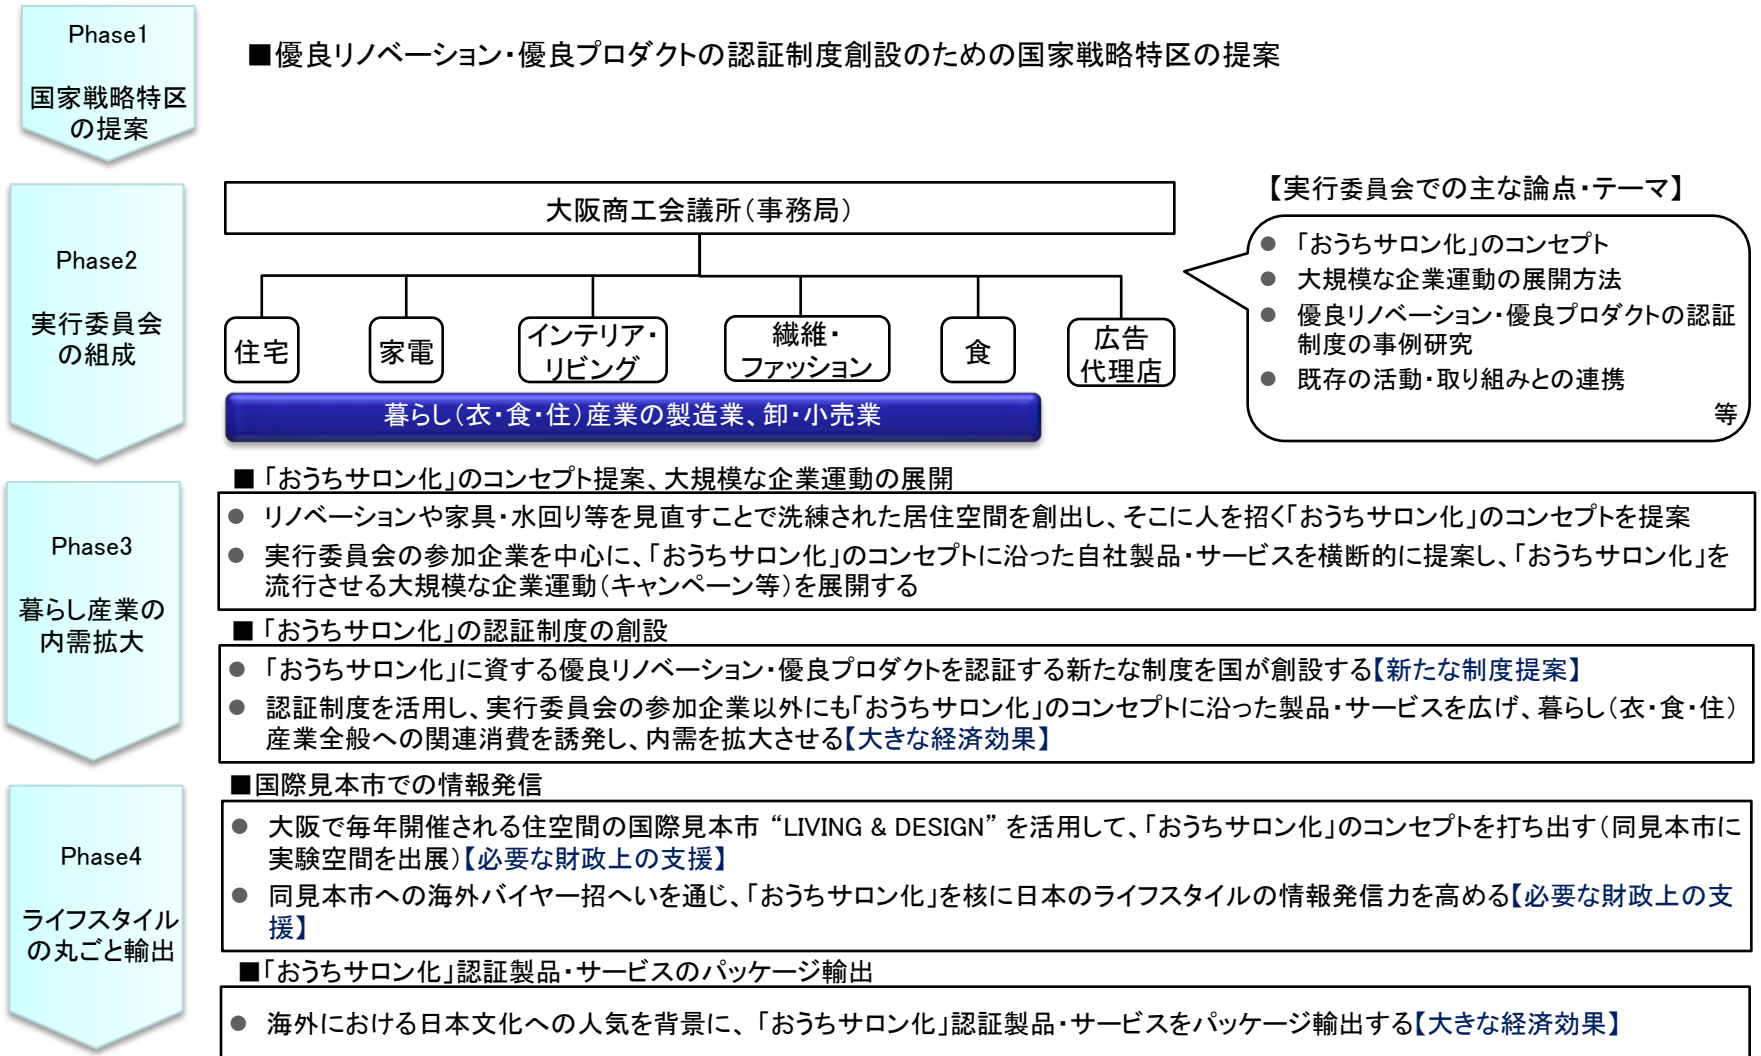 Phase1
国家戦略特区
の提案
■優良リノベーション・優良プロダクトの認証制度創設のための国家戦略特区の提案
Phase2
実行委員会
の組成
大阪商工会議所(事務局)
住宅
家電
インテリア・
リビング
繊維・
ファッション
食
広告
代理店
暮らし(衣・食・住)産業の製造業、卸・小売業
【実行委員会での主な論点・テーマ】
● 「おうちサロン化」のコンセプト
● 大規模な企業運動の展開方法
● 優良リノベーション・優良プロダクトの認証
制度の事例研究
● 既存の活動・取り組みとの連携
等
Phase3
暮らし産業の
内需拡大
■「おうちサロン化」のコンセプト提案、大規模な企業運動の展開
● リノベーションや家具・水回り等を見直すことで洗練された居住空間を創出し、そこに人を招く「おうちサロン化」のコンセプトを提案
● 実行委員会の参加企業を中心に、「おうちサロン化」のコンセプトに沿った自社製品・サービスを横断的に提案し、「おうちサロン化」を
流行させる大規模な企業運動(キャンペーン等)を展開する
■「おうちサロン化」の認証制度の創設
● 「おうちサロン化」に資する優良リノベーション・優良プロダクトを認証する新たな制度を国が創設する【新たな制度提案】
● 認証制度を活用し、実行委員会の参加企業以外にも「おうちサロン化」のコンセプトに沿った製品・サービスを広げ、暮らし(衣・食・住)
産業全般への関連消費を誘発し、内需を拡大させる【大きな経済効果】
Phase4
ライフスタイル
の丸ごと輸出
■国際見本市での情報発信
● 大阪で毎年開催される住空間の国際見本市 “LIVING & DESIGN” を活用して、「おうちサロン化」のコンセプトを打ち出す(同見本市に
実験空間を出展)【必要な財政上の支援】
● 同見本市への海外バイヤー招へいを通じ、「おうちサロン化」を核に日本のライフスタイルの情報発信力を高める【必要な財政上の支
援】
■「おうちサロン化」認証製品・サービスのパッケージ輸出
● 海外における日本文化への人気を背景に、「おうちサロン化」認証製品・サービスをパッケージ輸出する【大きな経済効果】